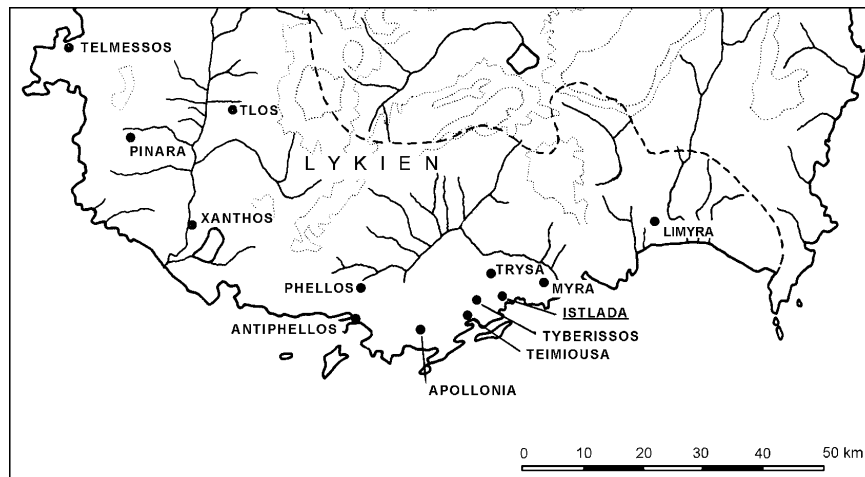 TELMESSOS
TLOS
PINARA
LYKIEN
XANTHOS
LIMYRA
TRYSA
MYRA
PHELLOS
ISTLADA
ANTIPHELLOS
TYBERISSOS
TEIMIOUSA
APOLLONIA
0 10 20 30 40 50 km